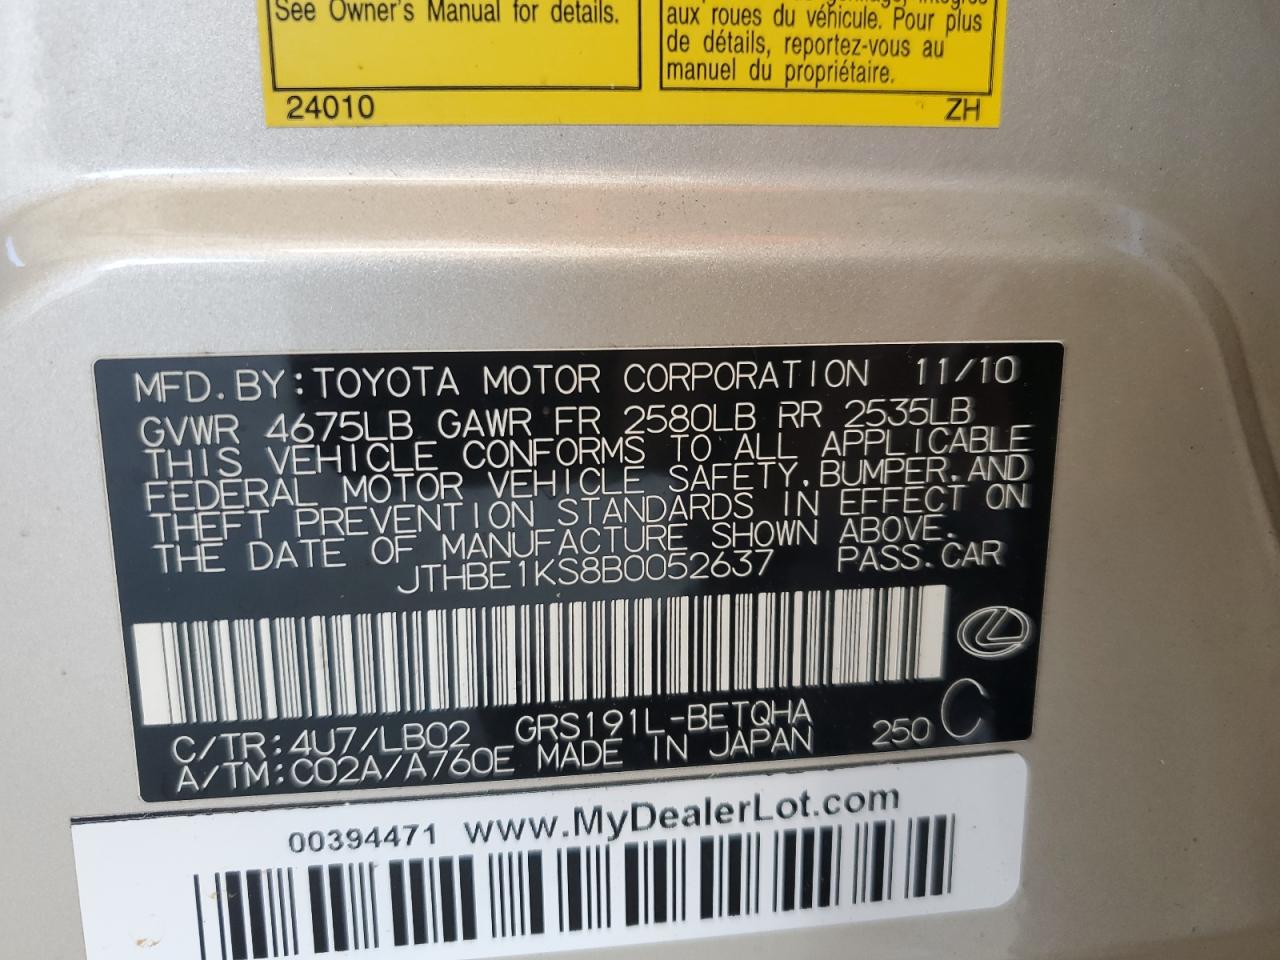 See Owner's Manual for details.
aux roues du véhicule. Pour plus
de détails, reportez-vous au
manuel du propriétaire.
24010
ZH
MFD. BY: TOYOTA MOTOR CORPORATION 11/10
GVWR 4675LB GAWR FR 2580LB RR 2535LB
THIS VEHICLE CONFORMS TO ALL APPLICABLE
FEDERAL MOTOR VEHICLE SAFETY, BUMPER, AND
THEFT PREVENTION STANDARDS IN EFFECT ON
THE DATE OF MANUFACTURE SHOWN ABOVE.
JTHBE1KS8B0052637 PASS. CAR
C/TR: 4U7/LB02 GRS191L-BETQHA
A/TM: C02A/A760E MADE IN JAPAN 250 C
00394471 www.MyDealerLot.com